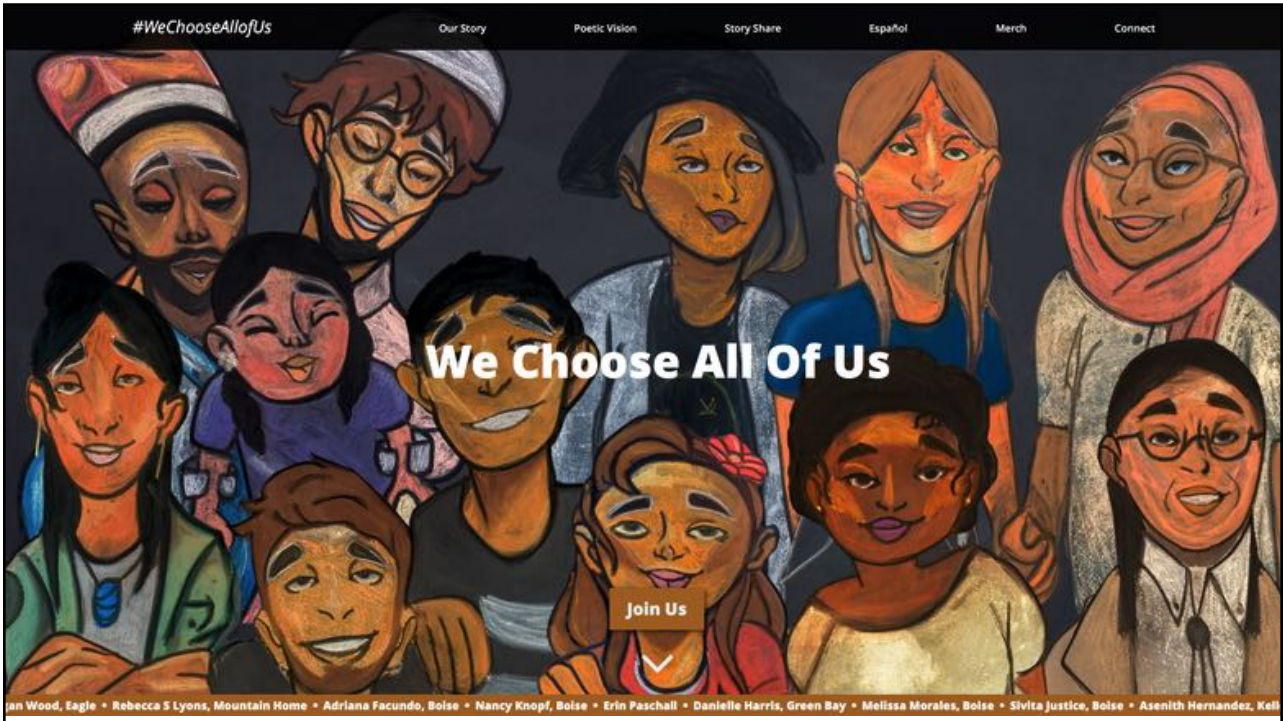 #WeChooseAllofUs Our Story Poetic Vision Story Share Español Merch Connect
We Choose All Of Us
Join Us
Wood, Eagle • Rebecca S Lyons, Mountain Home • Adriana Facundo, Boise • Nancy Knopf, Boise • Erin Paschall • Danielle Harris, Green Bay • Melissa Morales, Boise • Sivita Justice, Boise • Asenith Hernandez,